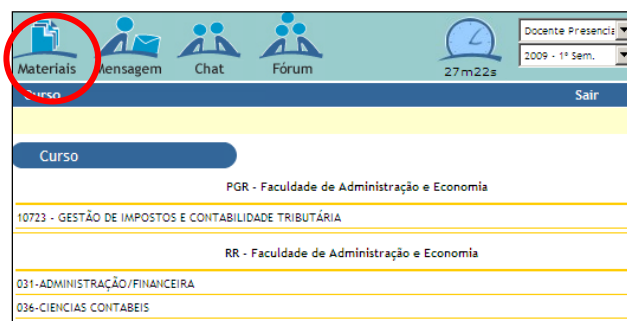 Materiais Mensagem Chat Fórum 27m22s
Docente Presencia
2009 - 1º Sem.
Curso Sair
Curso
PGR - Faculdade de Administração e Economia
10723 - GESTÃO DE IMPOSTOS E CONTABILIDADE TRIBUTÁRIA
RR - Faculdade de Administração e Economia
031-ADMINISTRAÇÃO/FINANCEIRA
036-CIENCIAS CONTABEIS